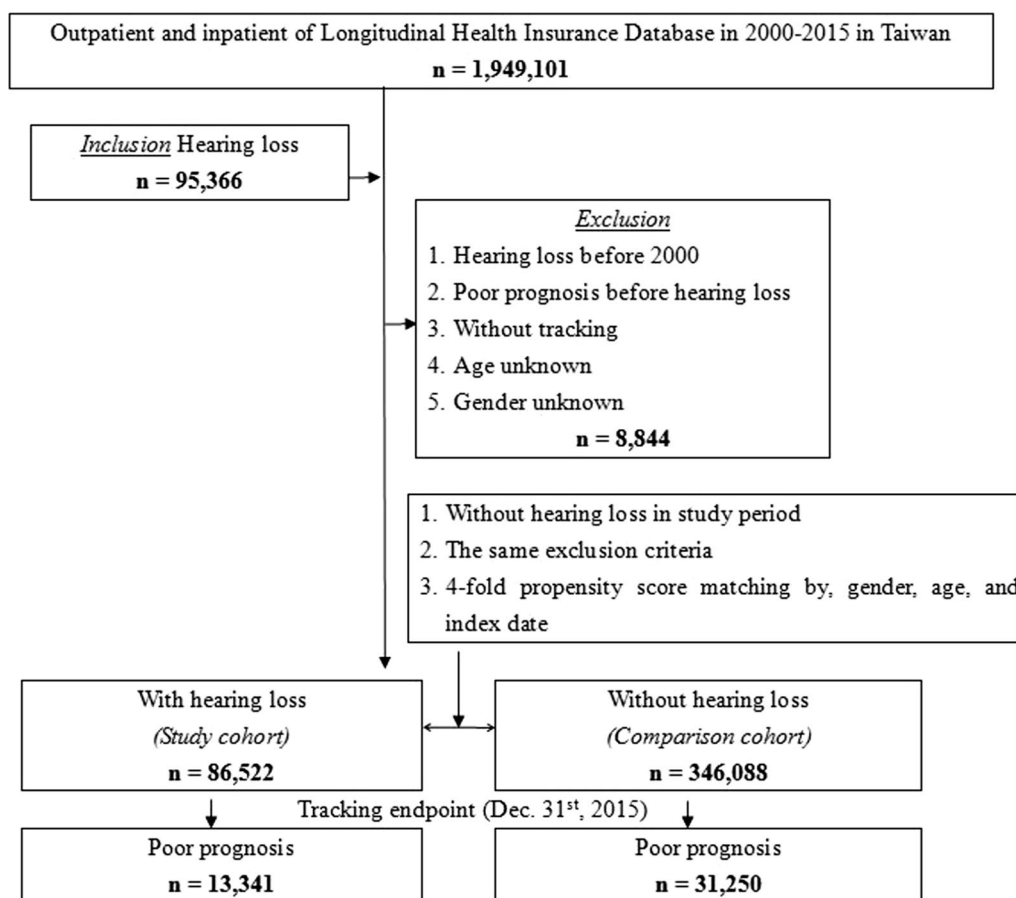 Outpatient and inpatient of Longitudinal Health Insurance Database in 2000-2015 in Taiwan
n = 1,949,101
Inclusion Hearing loss
n = 95,366
Exclusion
1. Hearing loss before 2000
2. Poor prognosis before hearing loss
3. Without tracking
4. Age unknown
5. Gender unknown
n = 8,844
1. Without hearing loss in study period
2. The same exclusion criteria
3. 4-fold propensity score matching by, gender, age, and
index date
With hearing loss
(Study cohort)
n = 86,522
Without hearing loss
(Comparison cohort)
n = 346,088
Tracking endpoint (Dec. 31st, 2015)
Poor prognosis
n = 13,341
Poor prognosis
n = 31,250